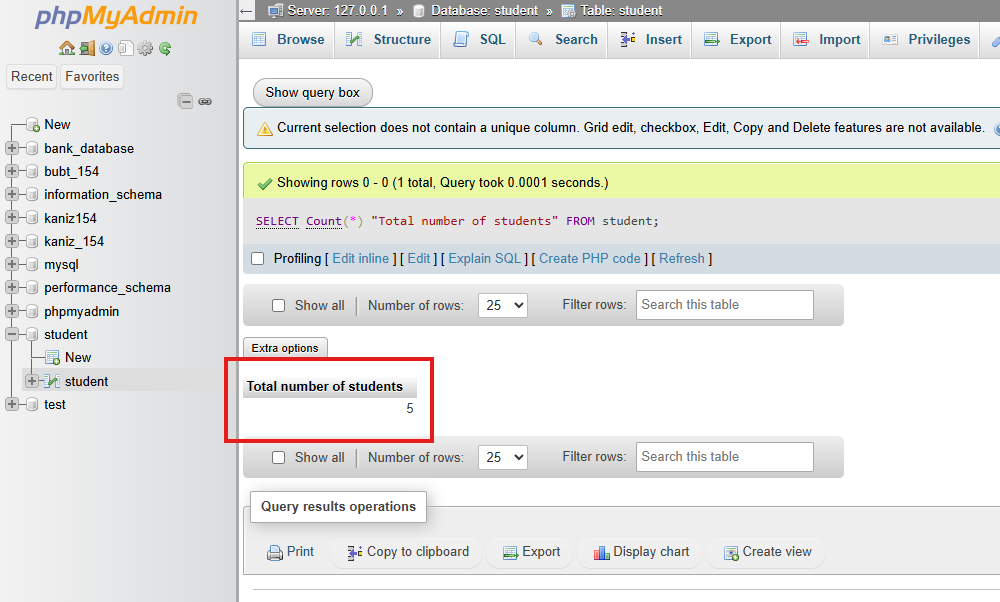 phpMyAdmin
Recent Favorites
New
bank_database
bubt_154
information_schema
kaniz154
kaniz_154
mysql
performance_schema
phpmyadmin
student
New
student
test
Server: 127.0.0.1 » Database: student » Table: student
Browse Structure SQL Search Insert Export Import Privileges
Show query box
Current selection does not contain a unique column. Grid edit, checkbox, Edit, Copy and Delete features are not available.
Showing rows 0 - 0 (1 total, Query took 0.0001 seconds.)
SELECT Count(*) "Total number of students" FROM student;
Profiling [ Edit inline ] [ Edit ] [ Explain SQL ] [ Create PHP code ] [ Refresh ]
Show all Number of rows: 25 Filter rows: Search this table
Extra options
Total number of students
5
Show all Number of rows: 25 Filter rows: Search this table
Query results operations
Print Copy to clipboard Export Display chart Create view